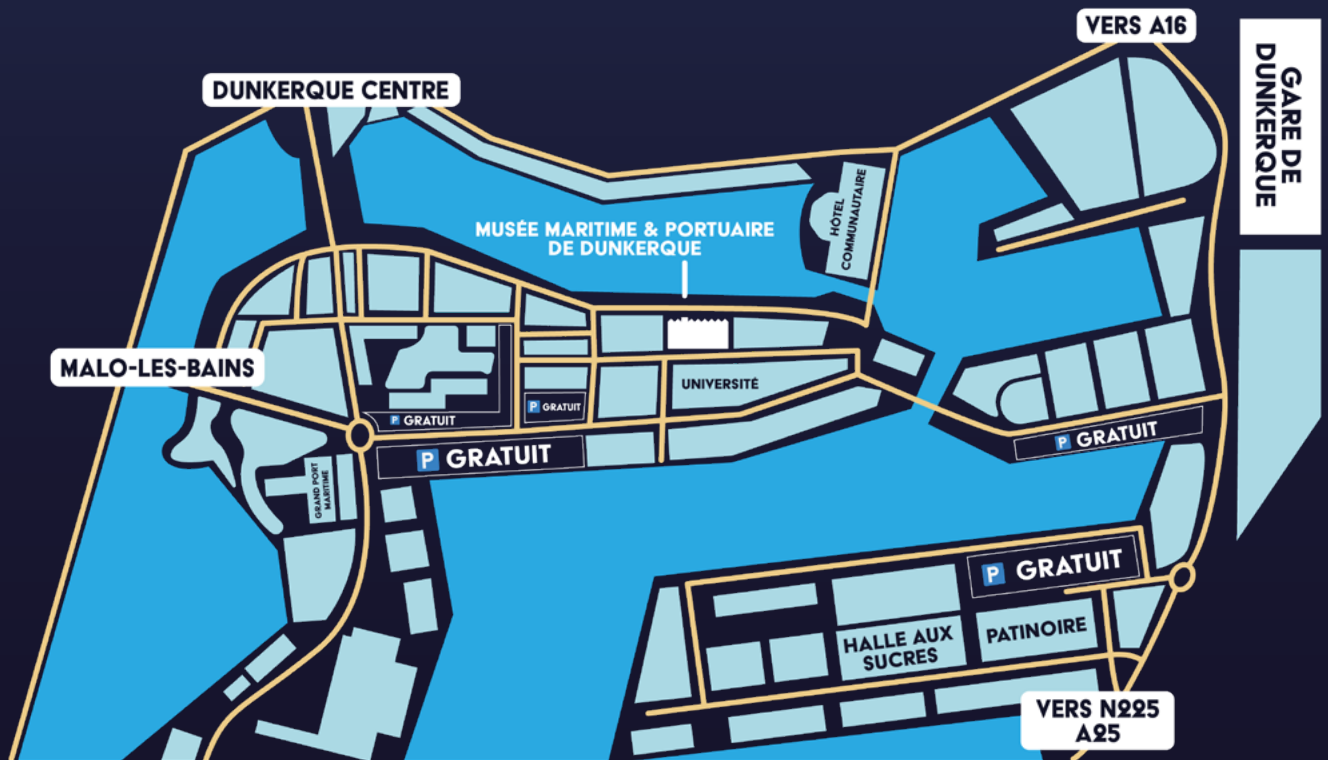 VERS A16
GARE DE
DUNKERQUE
DUNKERQUE CENTRE
HÔTEL
COMMUNAUTAIRE
MUSÉE MARITIME & PORTUAIRE
DE DUNKERQUE
MALO-LES-BAINS
UNIVERSITÉ
P GRATUIT
P GRATUIT
P GRATUIT
P GRATUIT
GRAND PORT
MARITIME
P GRATUIT
HALLE AUX
SUCRES
PATINOIRE
VERS N225
A25